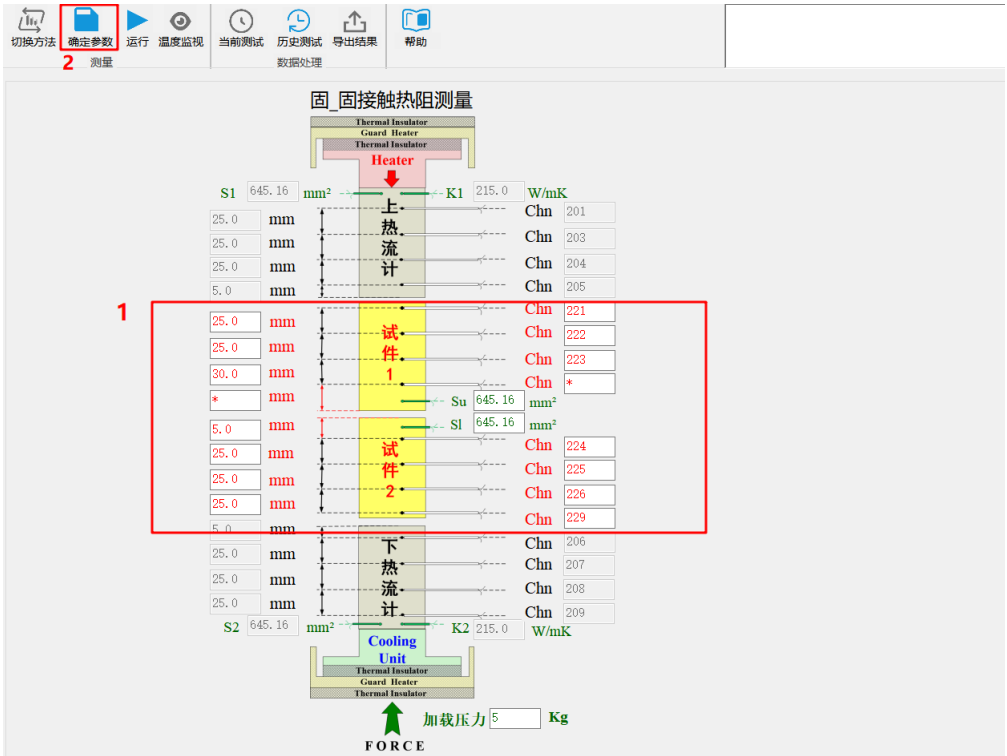 切换方法 确定参数 运行 温度监视 当前测试 历史测试 导出结果 帮助
2 测量 数据处理
固_固接触热阻测量
Thermal Insulator
Guard Heater
Thermal Insulator
Heater
S1 645.16 mm² K1 215.0 W/mK
上热流计
25.0 mm Chn 201
25.0 mm Chn 203
25.0 mm Chn 204
5.0 mm Chn 205
1
试件1
25.0 mm Chn 221
25.0 mm Chn 222
30.0 mm Chn 223
* mm Chn *
Su 645.16 mm²
Sl 645.16 mm²
试件2
5.0 mm Chn 224
25.0 mm Chn 225
25.0 mm Chn 226
25.0 mm Chn 229
下热流计
5.0 mm Chn 206
25.0 mm Chn 207
25.0 mm Chn 208
25.0 mm Chn 209
S2 645.16 mm² K2 215.0 W/mK
Cooling
Unit
Thermal Insulator
Guard Heater
Thermal Insulator
加载压力 5 Kg
FORCE